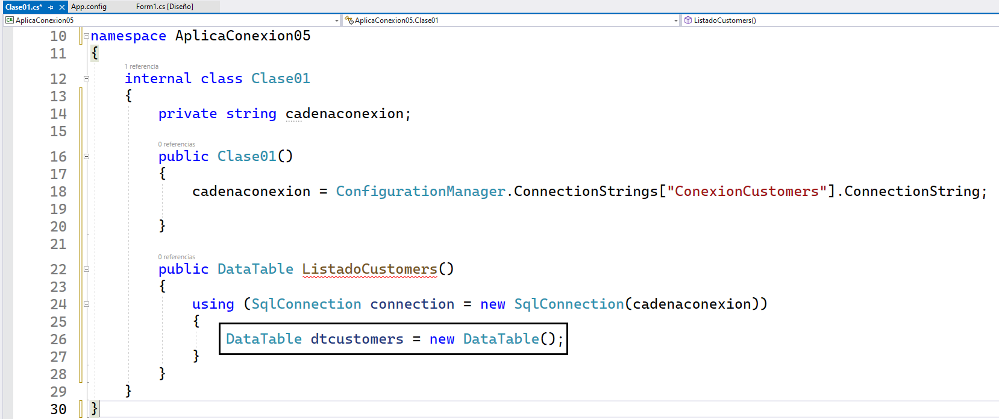 Clase01.cs* App.config Form1.cs [Diseño]
AplicaConexion05 AplicaConexion05.Clase01 ListadoCustomers()
10 namespace AplicaConexion05
11 {
1 referencia
12 internal class Clase01
13 {
14 private string cadenaconexion;
15
0 referencias
16 public Clase01()
17 {
18 cadenaconexion = ConfigurationManager.ConnectionStrings["ConexionCustomers"].ConnectionString;
19
20 }
21
0 referencias
22 public DataTable ListadoCustomers()
23 {
24 using (SqlConnection connection = new SqlConnection(cadenaconexion))
25 {
26 DataTable dtcustomers = new DataTable();
27 }
28 }
29 }
30 }